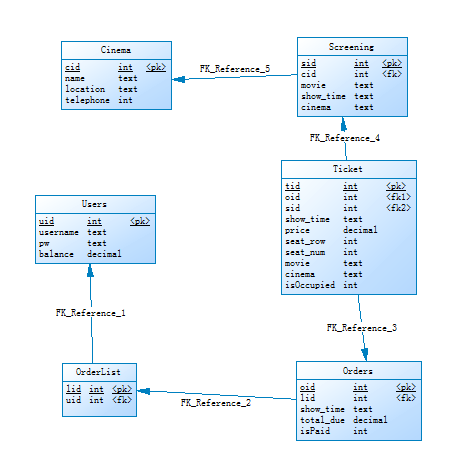 Cinema
cid int <pk>
name text
location text
telephone int
FK_Reference_5
Screening
sid int <pk>
cid int <fk>
movie text
show_time text
cinema text
FK_Reference_4
Ticket
tid int <pk>
oid int <fk1>
sid int <fk2>
show_time text
price decimal
seat_row int
seat_num int
movie text
cinema text
isOccupied int
Users
uid int <pk>
username text
pw text
balance decimal
FK_Reference_1
FK_Reference_3
OrderList
lid int <pk>
uid int <fk>
FK_Reference_2
Orders
oid int <pk>
lid int <fk>
show_time text
total_due decimal
isPaid int